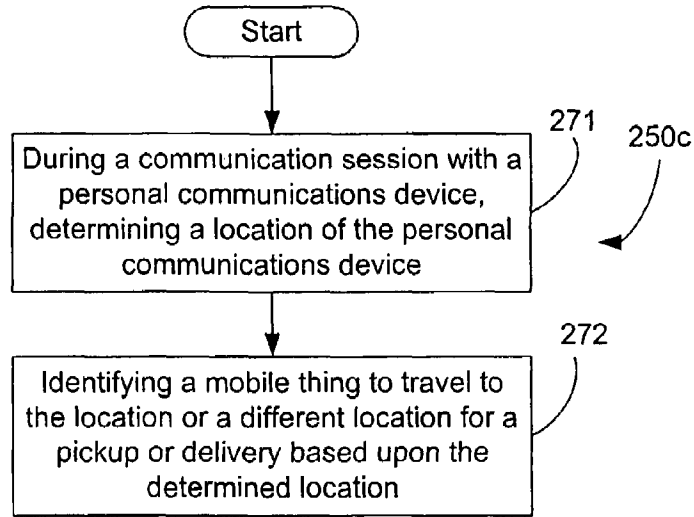 Start
271
250c
During a communication session with a
personal communications device,
determining a location of the personal
communications device
272
Identifying a mobile thing to travel to
the location or a different location for a
pickup or delivery based upon the
determined location